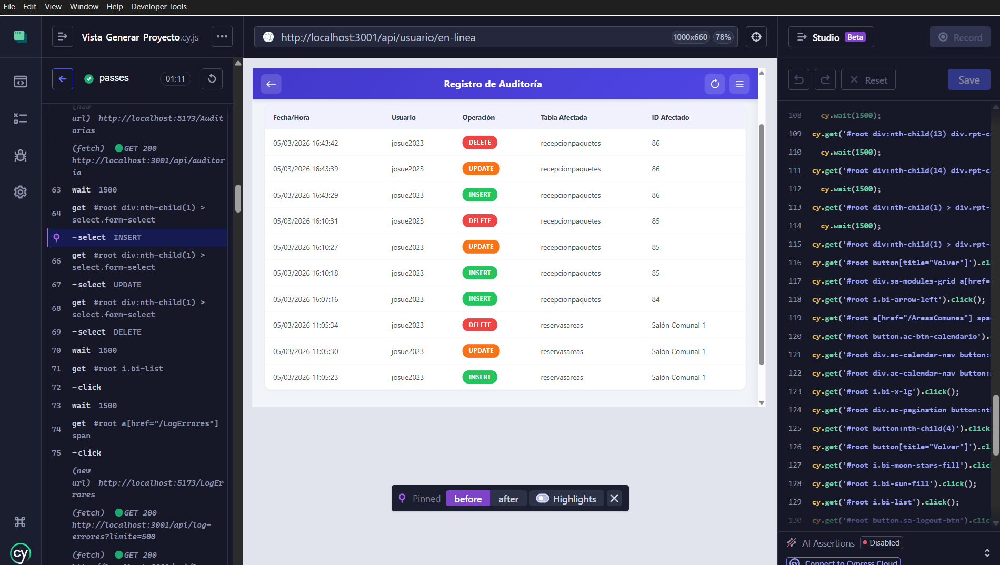 File Edit View Window Help Developer Tools
Vista_Generar_Proyecto.cy.js
http://localhost:3001/api/usuario/en-linea
1000x660
78%
Studio Beta
Record
passes
01:11
Reset
Save
(new
url) http://localhost:5173/Audit
orias
(fetch) GET 200
http://localhost:3001/api/auditor
ia
63 wait 1500
64 get #root div:nth-child(1) >
select.form-select
-select INSERT
66 get #root div:nth-child(1) >
select.form-select
67 -select UPDATE
68 get #root div:nth-child(1) >
select.form-select
69 -select DELETE
70 wait 1500
71 get #root i.bi-list
72 -click
73 wait 1500
74 get #root a[href="/LogErrores"]
span
75 -click
(new
url) http://localhost:5173/LogEr
rores
(fetch) GET 200
http://localhost:3001/api/log-
errores?limite=500
(fetch) GET 200
Registro de Auditoría
Fecha/Hora Usuario Operación Tabla Afectada ID Afectado
05/03/2026 16:43:42 josue2023 DELETE recepcionpaquetes 86
05/03/2026 16:43:39 josue2023 UPDATE recepcionpaquetes 86
05/03/2026 16:43:29 josue2023 INSERT recepcionpaquetes 86
05/03/2026 16:10:31 josue2023 DELETE recepcionpaquetes 85
05/03/2026 16:10:27 josue2023 UPDATE recepcionpaquetes 85
05/03/2026 16:10:18 josue2023 INSERT recepcionpaquetes 85
05/03/2026 16:07:16 josue2023 INSERT recepcionpaquetes 84
05/03/2026 11:05:34 josue2023 DELETE reservasareas Salón Comunal 1
05/03/2026 11:05:30 josue2023 UPDATE reservasareas Salón Comunal 1
05/03/2026 11:05:23 josue2023 INSERT reservasareas Salón Comunal 1
Pinned before after Highlights
108 cy.wait(1500);
109 cy.get('#root div:nth-child(13) div.rpt-ca
110 cy.wait(1500);
111 cy.get('#root div:nth-child(14) div.rpt-ca
112 cy.wait(1500);
113 cy.get('#root div:nth-child(1) > div.rpt-
114 cy.wait(1500);
115 cy.get('#root div:nth-child(1) > div.rpt-
116 cy.get('#root button[title="Volver"]').cli
117 cy.get('#root div.sa-modules-grid a[href="
118 cy.get('#root i.bi-arrow-left').click();
119 cy.get('#root a[href="/AreasComunes"] spa
120 cy.get('#root button.ac-btn-calendario').
121 cy.get('#root div.ac-calendar-nav button:
122 cy.get('#root div.ac-calendar-nav button:
123 cy.get('#root i.bi-x-lg').click();
124 cy.get('#root div.ac-pagination button:nth
125 cy.get('#root button:nth-child(4)').click
126 cy.get('#root button[title="Volver"]').cli
127 cy.get('#root i.bi-moon-stars-fill').click
128 cy.get('#root i.bi-sun-fill').click();
129 cy.get('#root i.bi-list').click();
130 cy.get('#root button.sa-logout-btn').click
AI Assertions Disabled
Connect to Cypress Cloud
cy